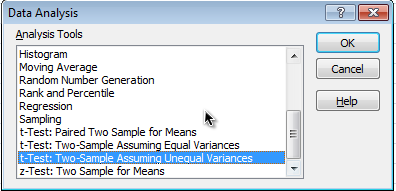 Data Analysis
Analysis Tools
OK
Histogram
Moving Average
Random Number Generation
Rank and Percentile
Regression
Sampling
t-Test: Paired Two Sample for Means
t-Test: Two-Sample Assuming Equal Variances
t-Test: Two-Sample Assuming Unequal Variances
z-Test: Two Sample for Means
Cancel
Help